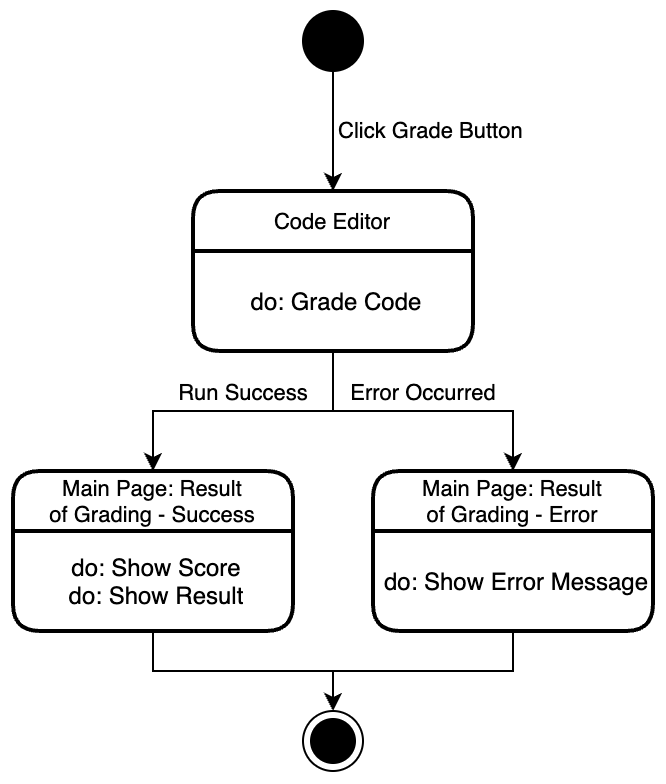 Click Grade Button
Code Editor
do: Grade Code
Run Success
Error Occurred
Main Page: Result
of Grading - Success
do: Show Score
do: Show Result
Main Page: Result
of Grading - Error
do: Show Error Message